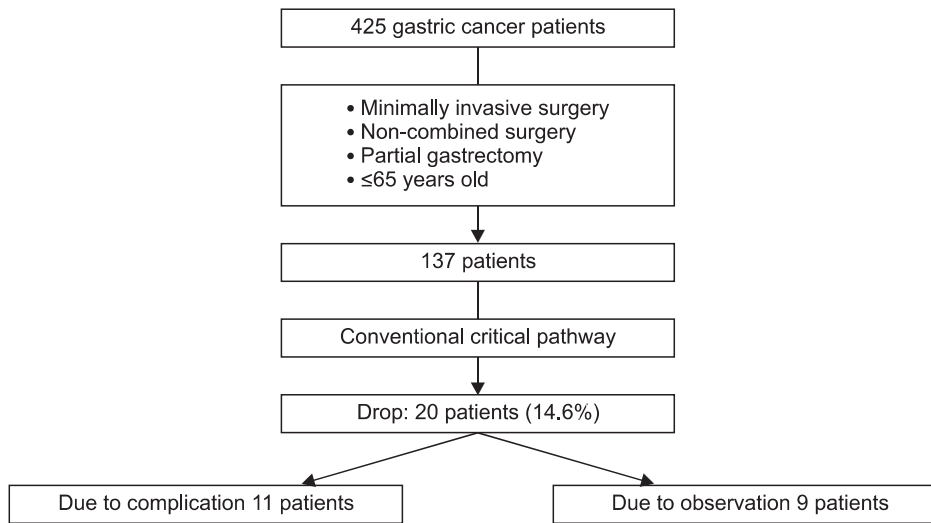 425 gastric cancer patients
• Minimally invasive surgery
• Non-combined surgery
• Partial gastrectomy
• ≤65 years old
137 patients
Conventional critical pathway
Drop: 20 patients (14.6%)
Due to complication 11 patients
Due to observation 9 patients